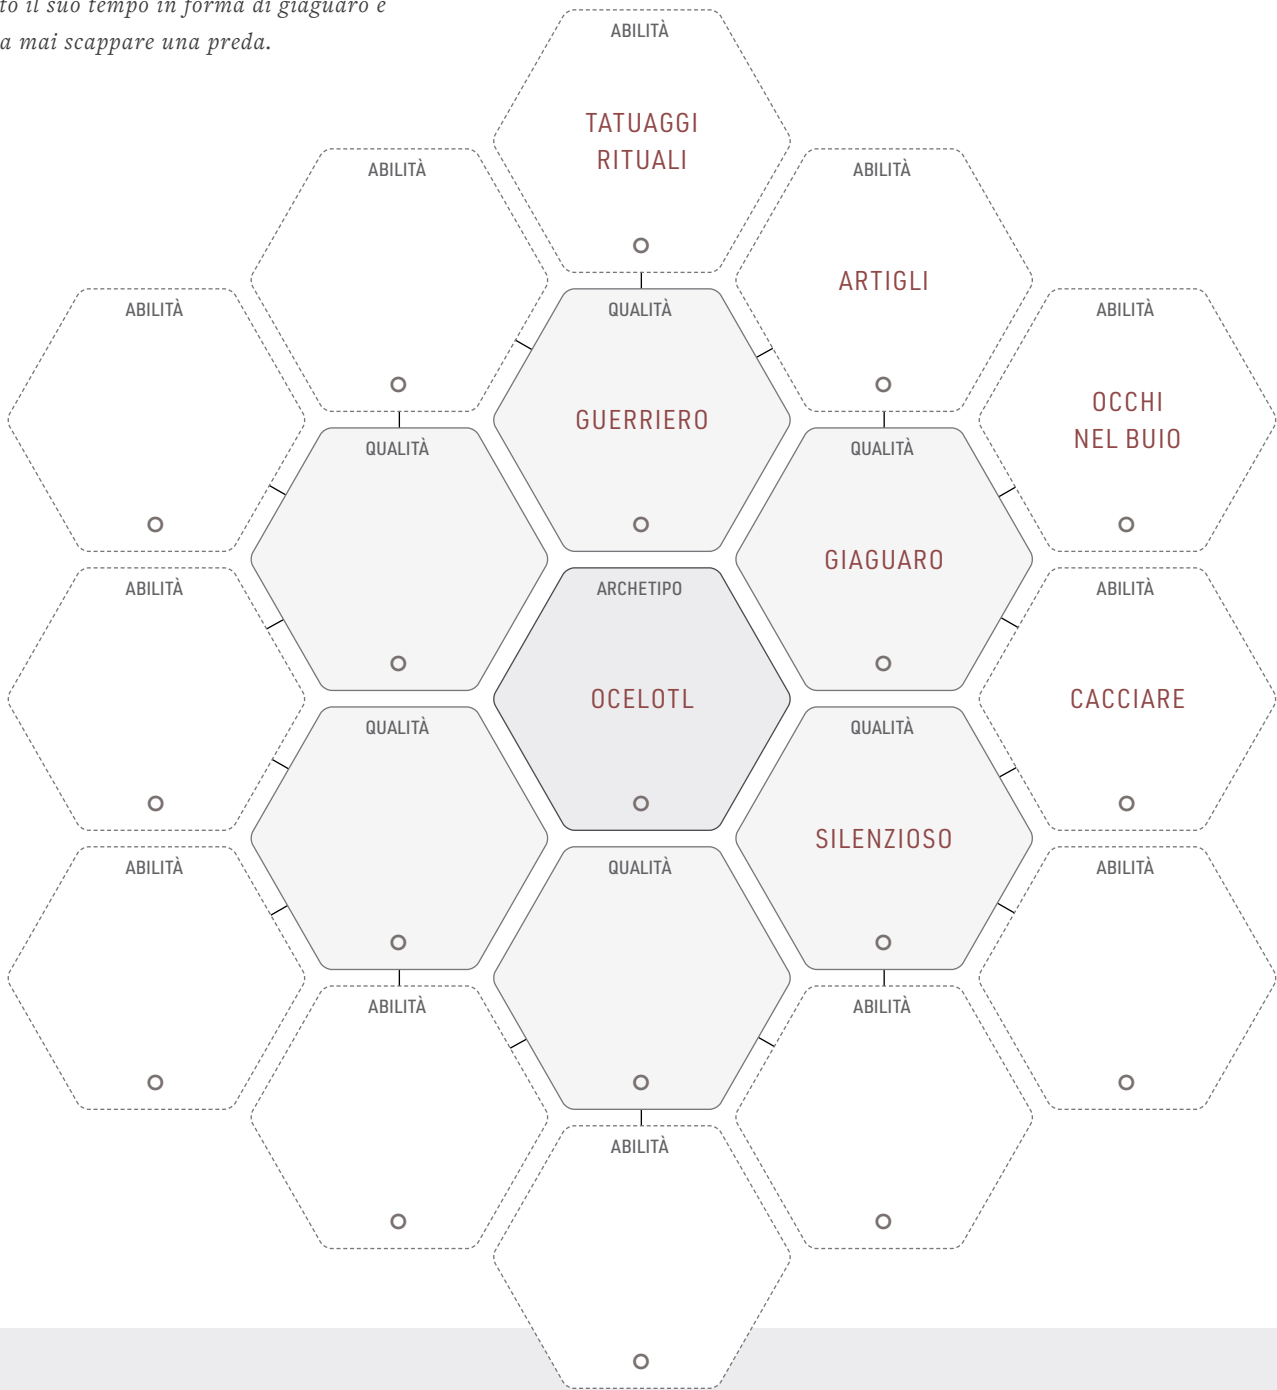 to il suo tempo in forma di giaguaro e
a mai scappare una preda.
ABILITÀ
TATUAGGI
RITUALI
ABILITÀ
ABILITÀ
ARTIGLI
ABILITÀ
QUALITÀ
GUERRIERO
ABILITÀ
OCCHI
NEL BUIO
QUALITÀ
QUALITÀ
GIAGUARO
ABILITÀ
ARCHETIPO
OCELOTL
ABILITÀ
CACCIARE
QUALITÀ
QUALITÀ
SILENZIOSO
ABILITÀ
QUALITÀ
ABILITÀ
ABILITÀ
ABILITÀ
ABILITÀ